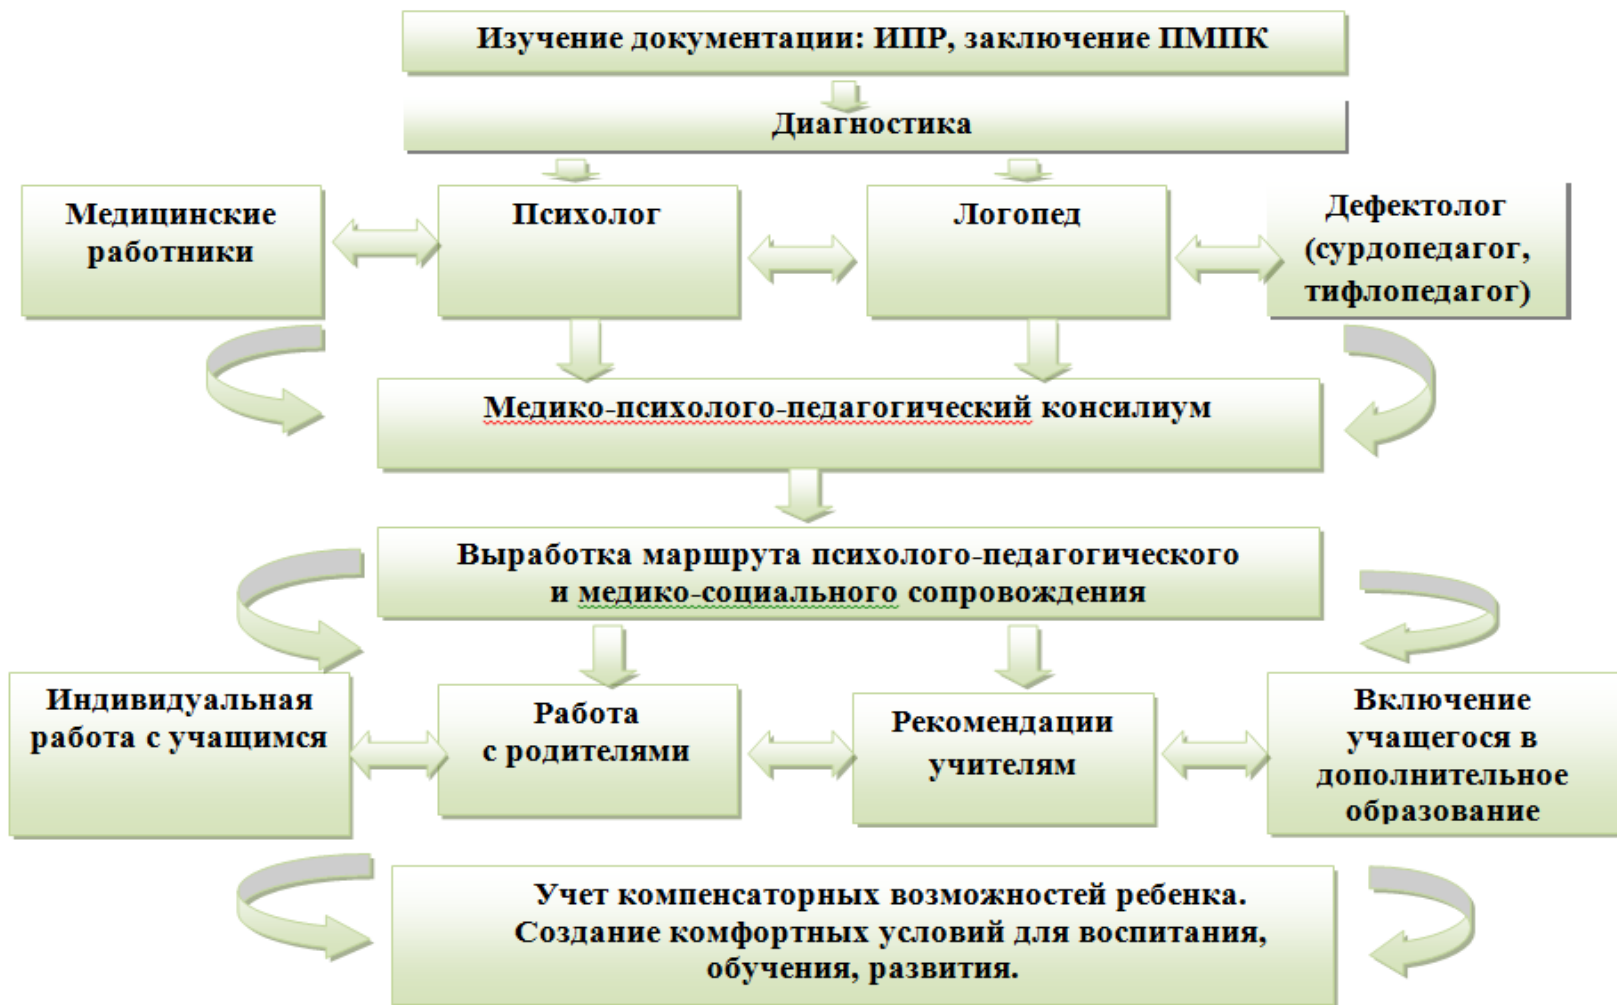 Изучение документации: ИПР, заключение ПМПК
Диагностика
Медицинские
работники
Психолог
Логопед
Дефектолог
(сурдопедагог,
тифлопедагог)
Медико-психолого-педагогический консилиум
Выработка маршрута психолого-педагогического
и медико-социального сопровождения
Индивидуальная
работа с учащимся
Работа
с родителями
Рекомендации
учителям
Включение
учащегося в
дополнительное
образование
Учет компенсаторных возможностей ребенка.
Создание комфортных условий для воспитания,
обучения, развития.